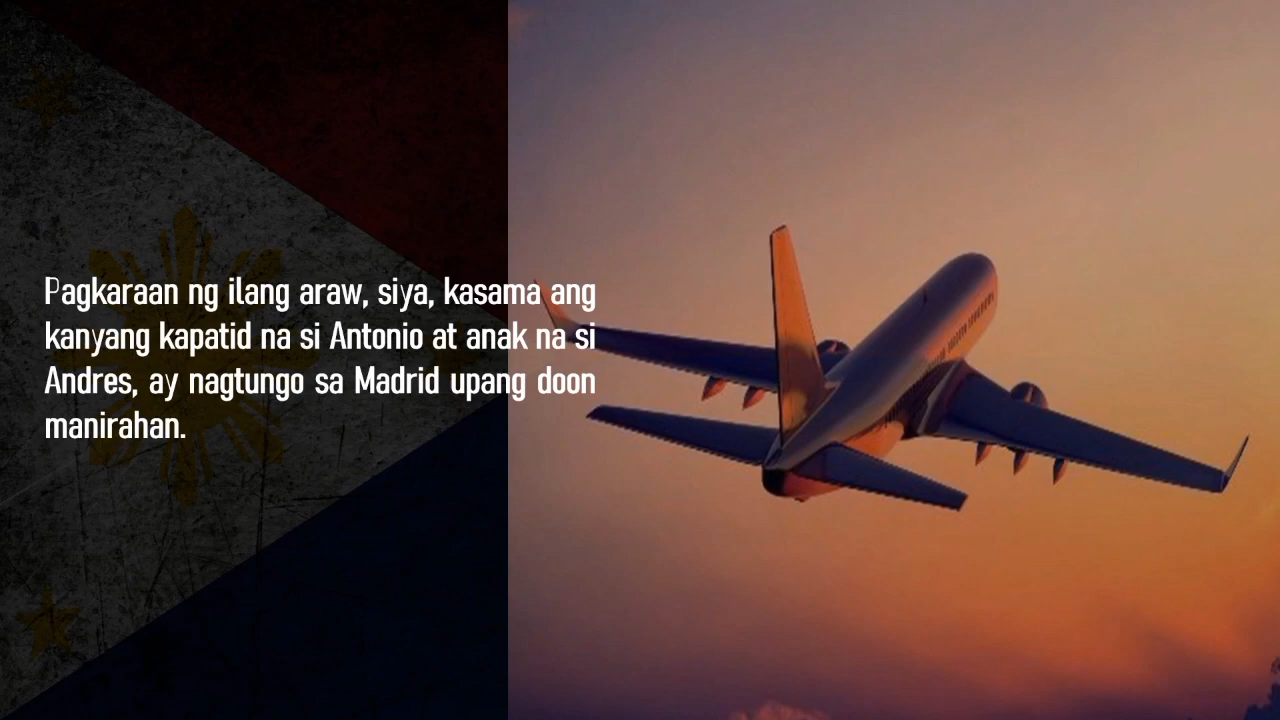 Pagkaraan ng ilang araw, siya, kasama ang
kanyang kapatid na si Antonio at anak na si
Andres, ay nagtungo sa Madrid upang doon
manirahan.